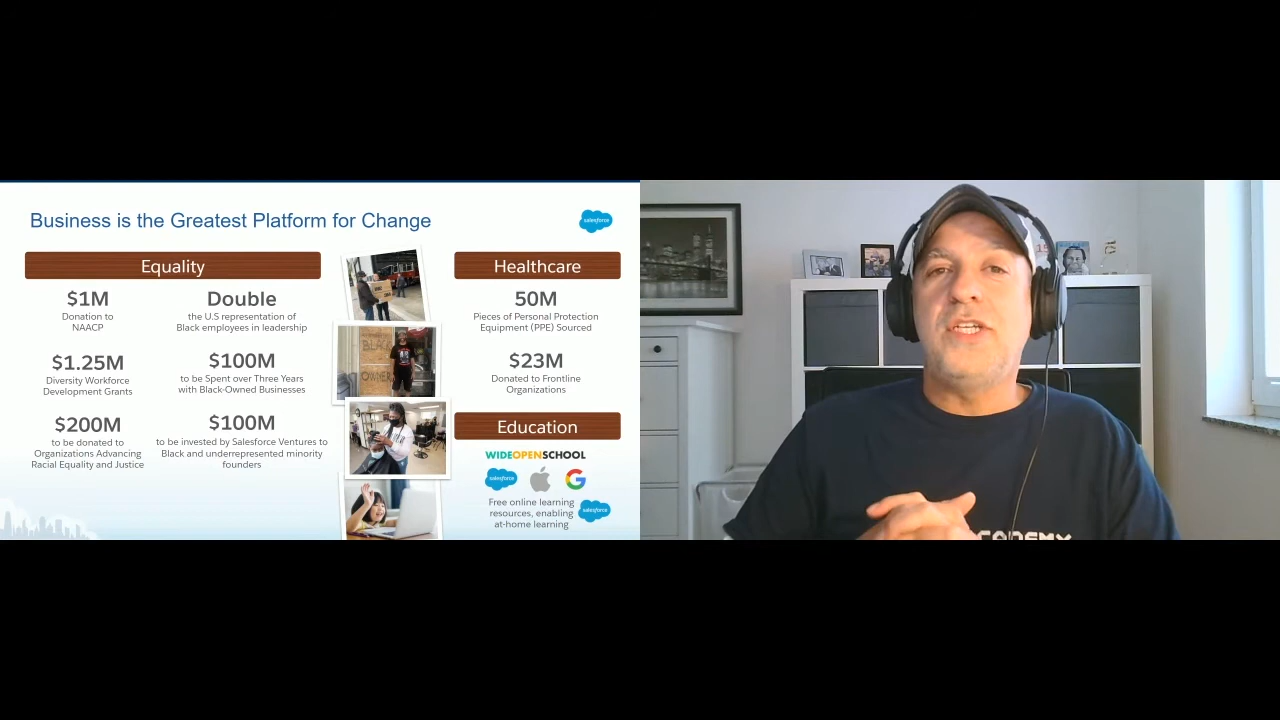 Business is the Greatest Platform for Change
salesforce
Equality
$1M
Donation to
NAACP
$1.25M
Diversity Workforce
Development Grants
$200M
to be donated to
Organizations Advancing
Racial Equality and Justice
Double
the U.S representation of
Black employees in leadership
$100M
to be Spent over Three Years
with Black-Owned Businesses
$100M
to be invested by Salesforce Ventures to
Black and underrepresented minority
founders
BLACK
OWNED
Healthcare
50M
Pieces of Personal Protection
Equipment (PPE) Sourced
$23M
Donated to Frontline
Organizations
Education
WIDEOPENSCHOOL
salesforce
Free online learning
resources, enabling
at-home learning
salesforce